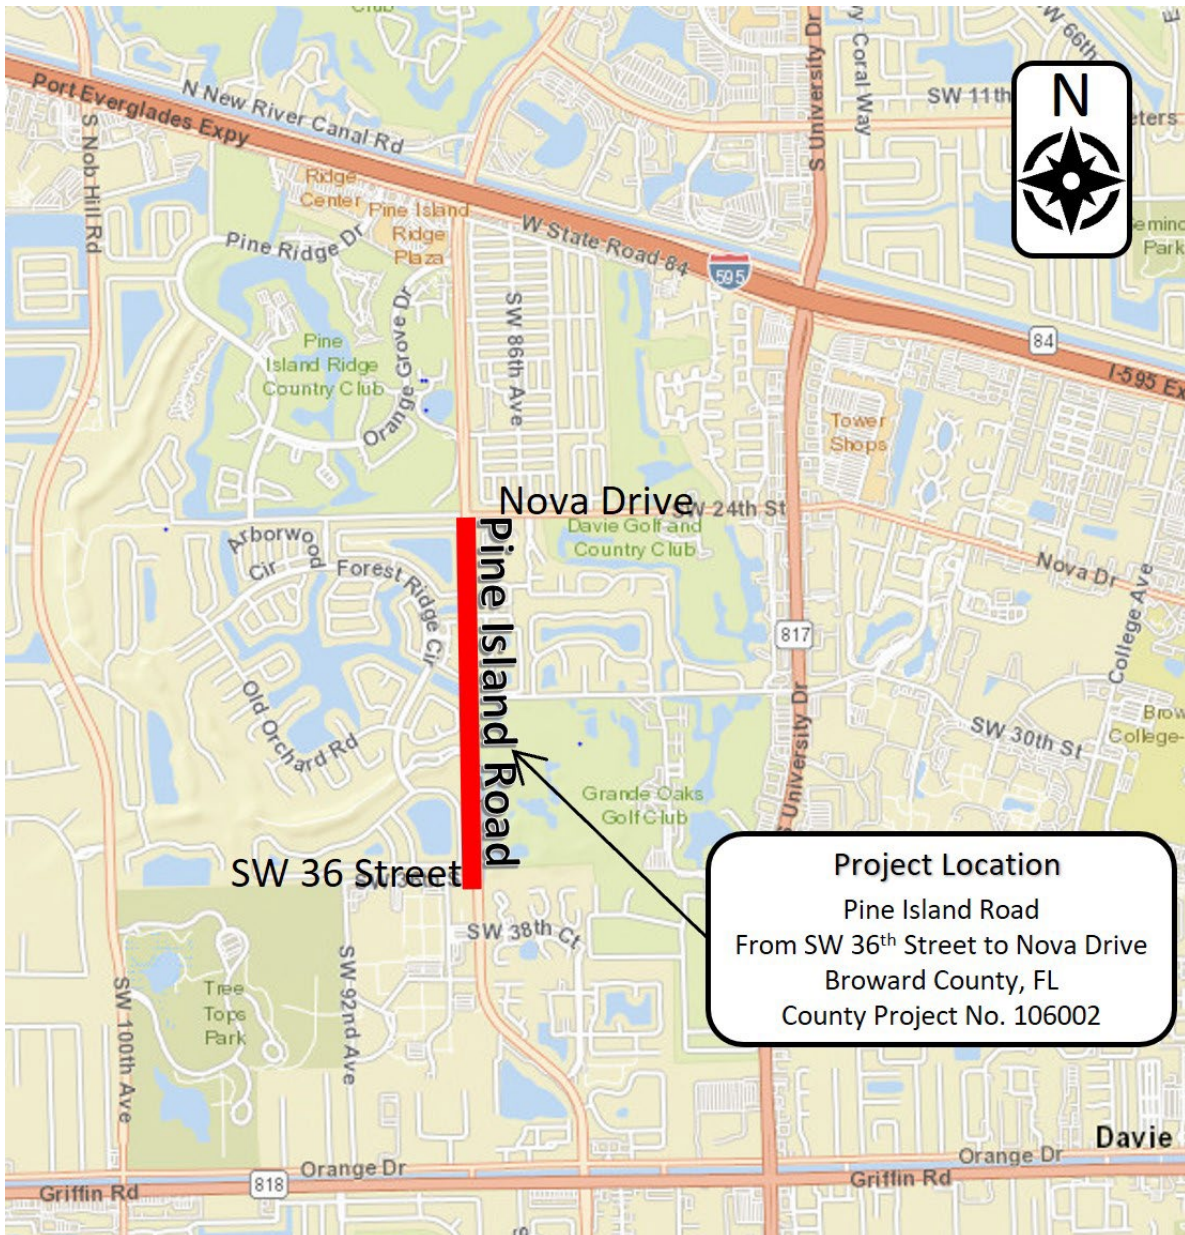 Club
Port Everglades Expy
N New River Canal Rd
S Nob Hill Rd
S University Dr
Coral Way
SW 66th
SW 11th
N
Ridge
Center
Pine Island
Ridge
Plaza
Pine Ridge Dr
W State Road 84
595
Park
84
I-595 Ex
SW 86th Ave
Pine
Island Ridge
Country Club
Orange Grove Dr
Tower
Shops
Nova Drive
SW 24th St
Davie Golf and
Country Club
Nova Dr
College Ave
Arborwood
Cir
Forest Ridge Cir
Pine Island Road
817
Old Orchard Rd
SW 30th St
Brow
College-
S University Dr
Grande Oaks
Golf Club
SW 36 Street
SW 38th Ct
Project Location
Pine Island Road
From SW 36th Street to Nova Drive
Broward County, FL
County Project No. 106002
SW 100th Ave
Tree
Tops
Park
SW 92nd Ave
Davie
Orange Dr
Orange Dr
Griffin Rd
818
Griffin Rd